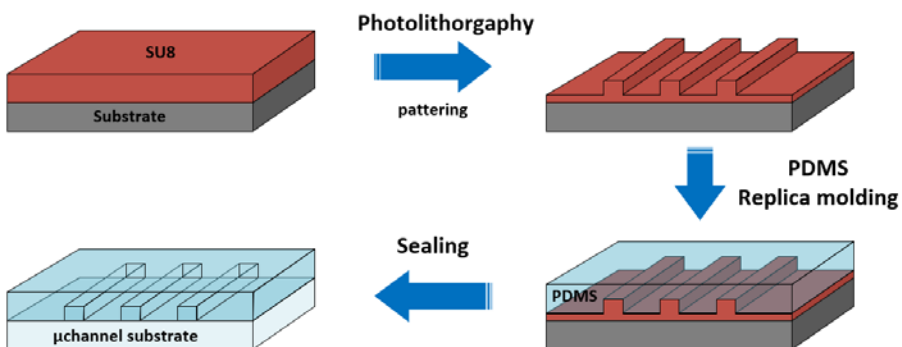 Photolithorgaphy
SU8
Substrate
pattering
PDMS
Replica molding
Sealing
PDMS
μchannel substrate